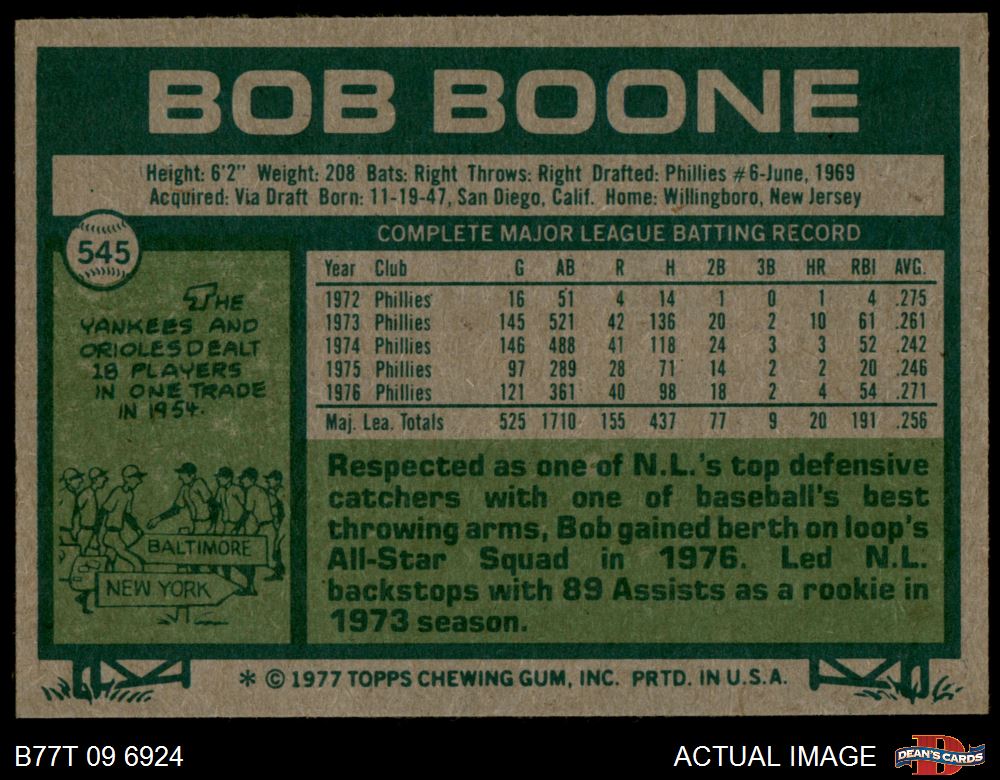 BOB BOONE
Height: 6'2" Weight: 208 Bats: Right Throws: Right Drafted: Phillies #6-June, 1969
Acquired: Via Draft Born: 11-19-47, San Diego, Calif. Home: Willingboro, New Jersey
545
THE
YANKEES AND
ORIOLES DEALT
18 PLAYERS
IN ONE TRADE
IN 1954.
BALTIMORE
NEW YORK
COMPLETE MAJOR LEAGUE BATTING RECORD
Year Club G AB R H 2B 3B HR RBI AVG.
1972 Phillies 16 51 4 14 1 0 1 4 .275
1973 Phillies 145 521 42 136 20 2 10 61 .261
1974 Phillies 146 488 41 118 24 3 3 52 .242
1975 Phillies 97 289 28 71 14 2 2 20 .246
1976 Phillies 121 361 40 98 18 2 4 54 .271
Maj. Lea. Totals 525 1710 155 437 77 9 20 191 .256
Respected as one of N.L.'s top defensive
catchers with one of baseball's best
throwing arms, Bob gained berth on loop's
All-Star Squad in 1976. Led N.L.
backstops with 89 Assists as a rookie in
1973 season.
* © 1977 TOPPS CHEWING GUM, INC. PRTD. IN U.S.A.
B77T 09 6924
ACTUAL IMAGE
D
DEAN'S CARDS